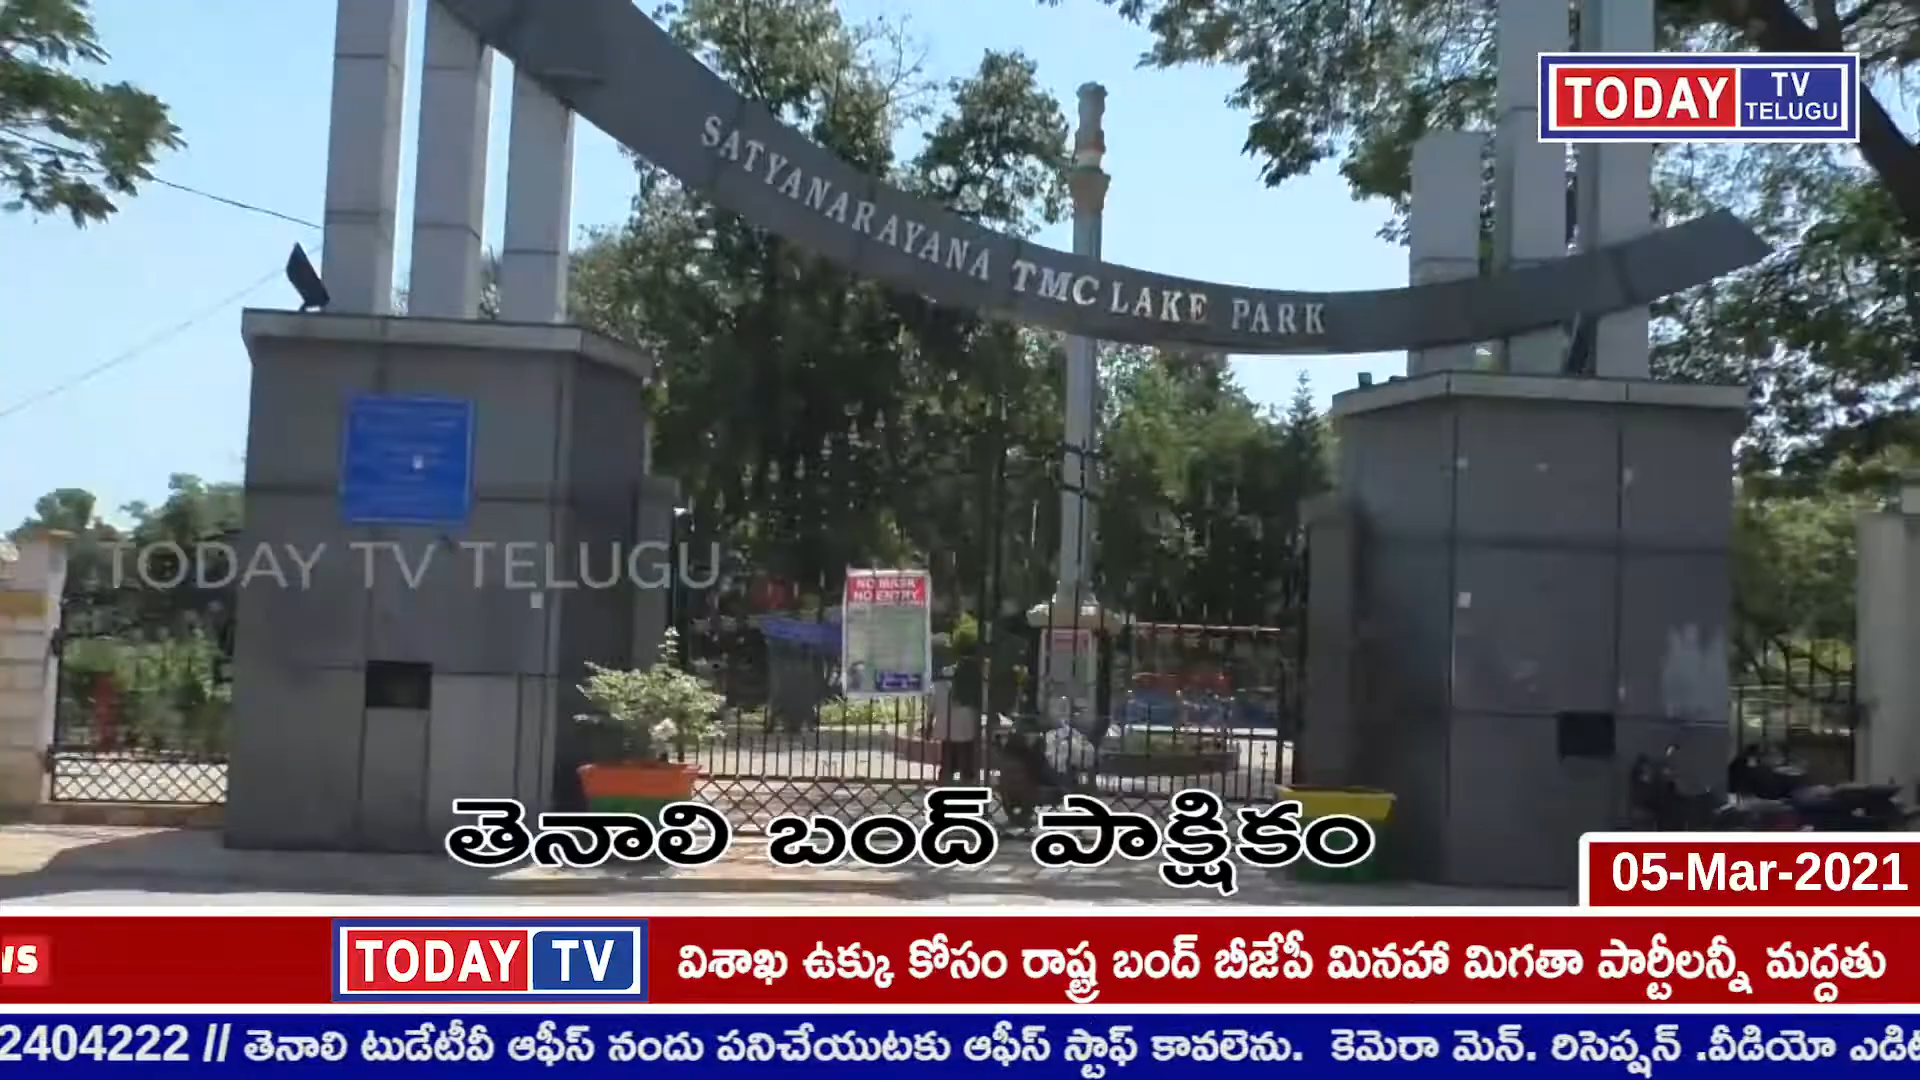 TODAY TV
TELUGU
SATYANARAYANA TMC LAKE PARK
TODAY TV TELUGU
NO MASK
NO ENTRY
తెనాలి బంద్ పాక్షికం
05-Mar-2021
TODAY TV విశాఖ ఉక్కు కోసం రాష్ట్ర బంద్ బీజేపీ మినహా మిగతా పార్టీలన్నీ మద్దతు
2404222 // తెనాలి టుడేటీవీ ఆఫీస్ నందు పనిచేయుటకు ఆఫీస్ స్టాఫ్ కావలెను. కెమెరా మెన్. రిసెప్షన్ .వీడియో